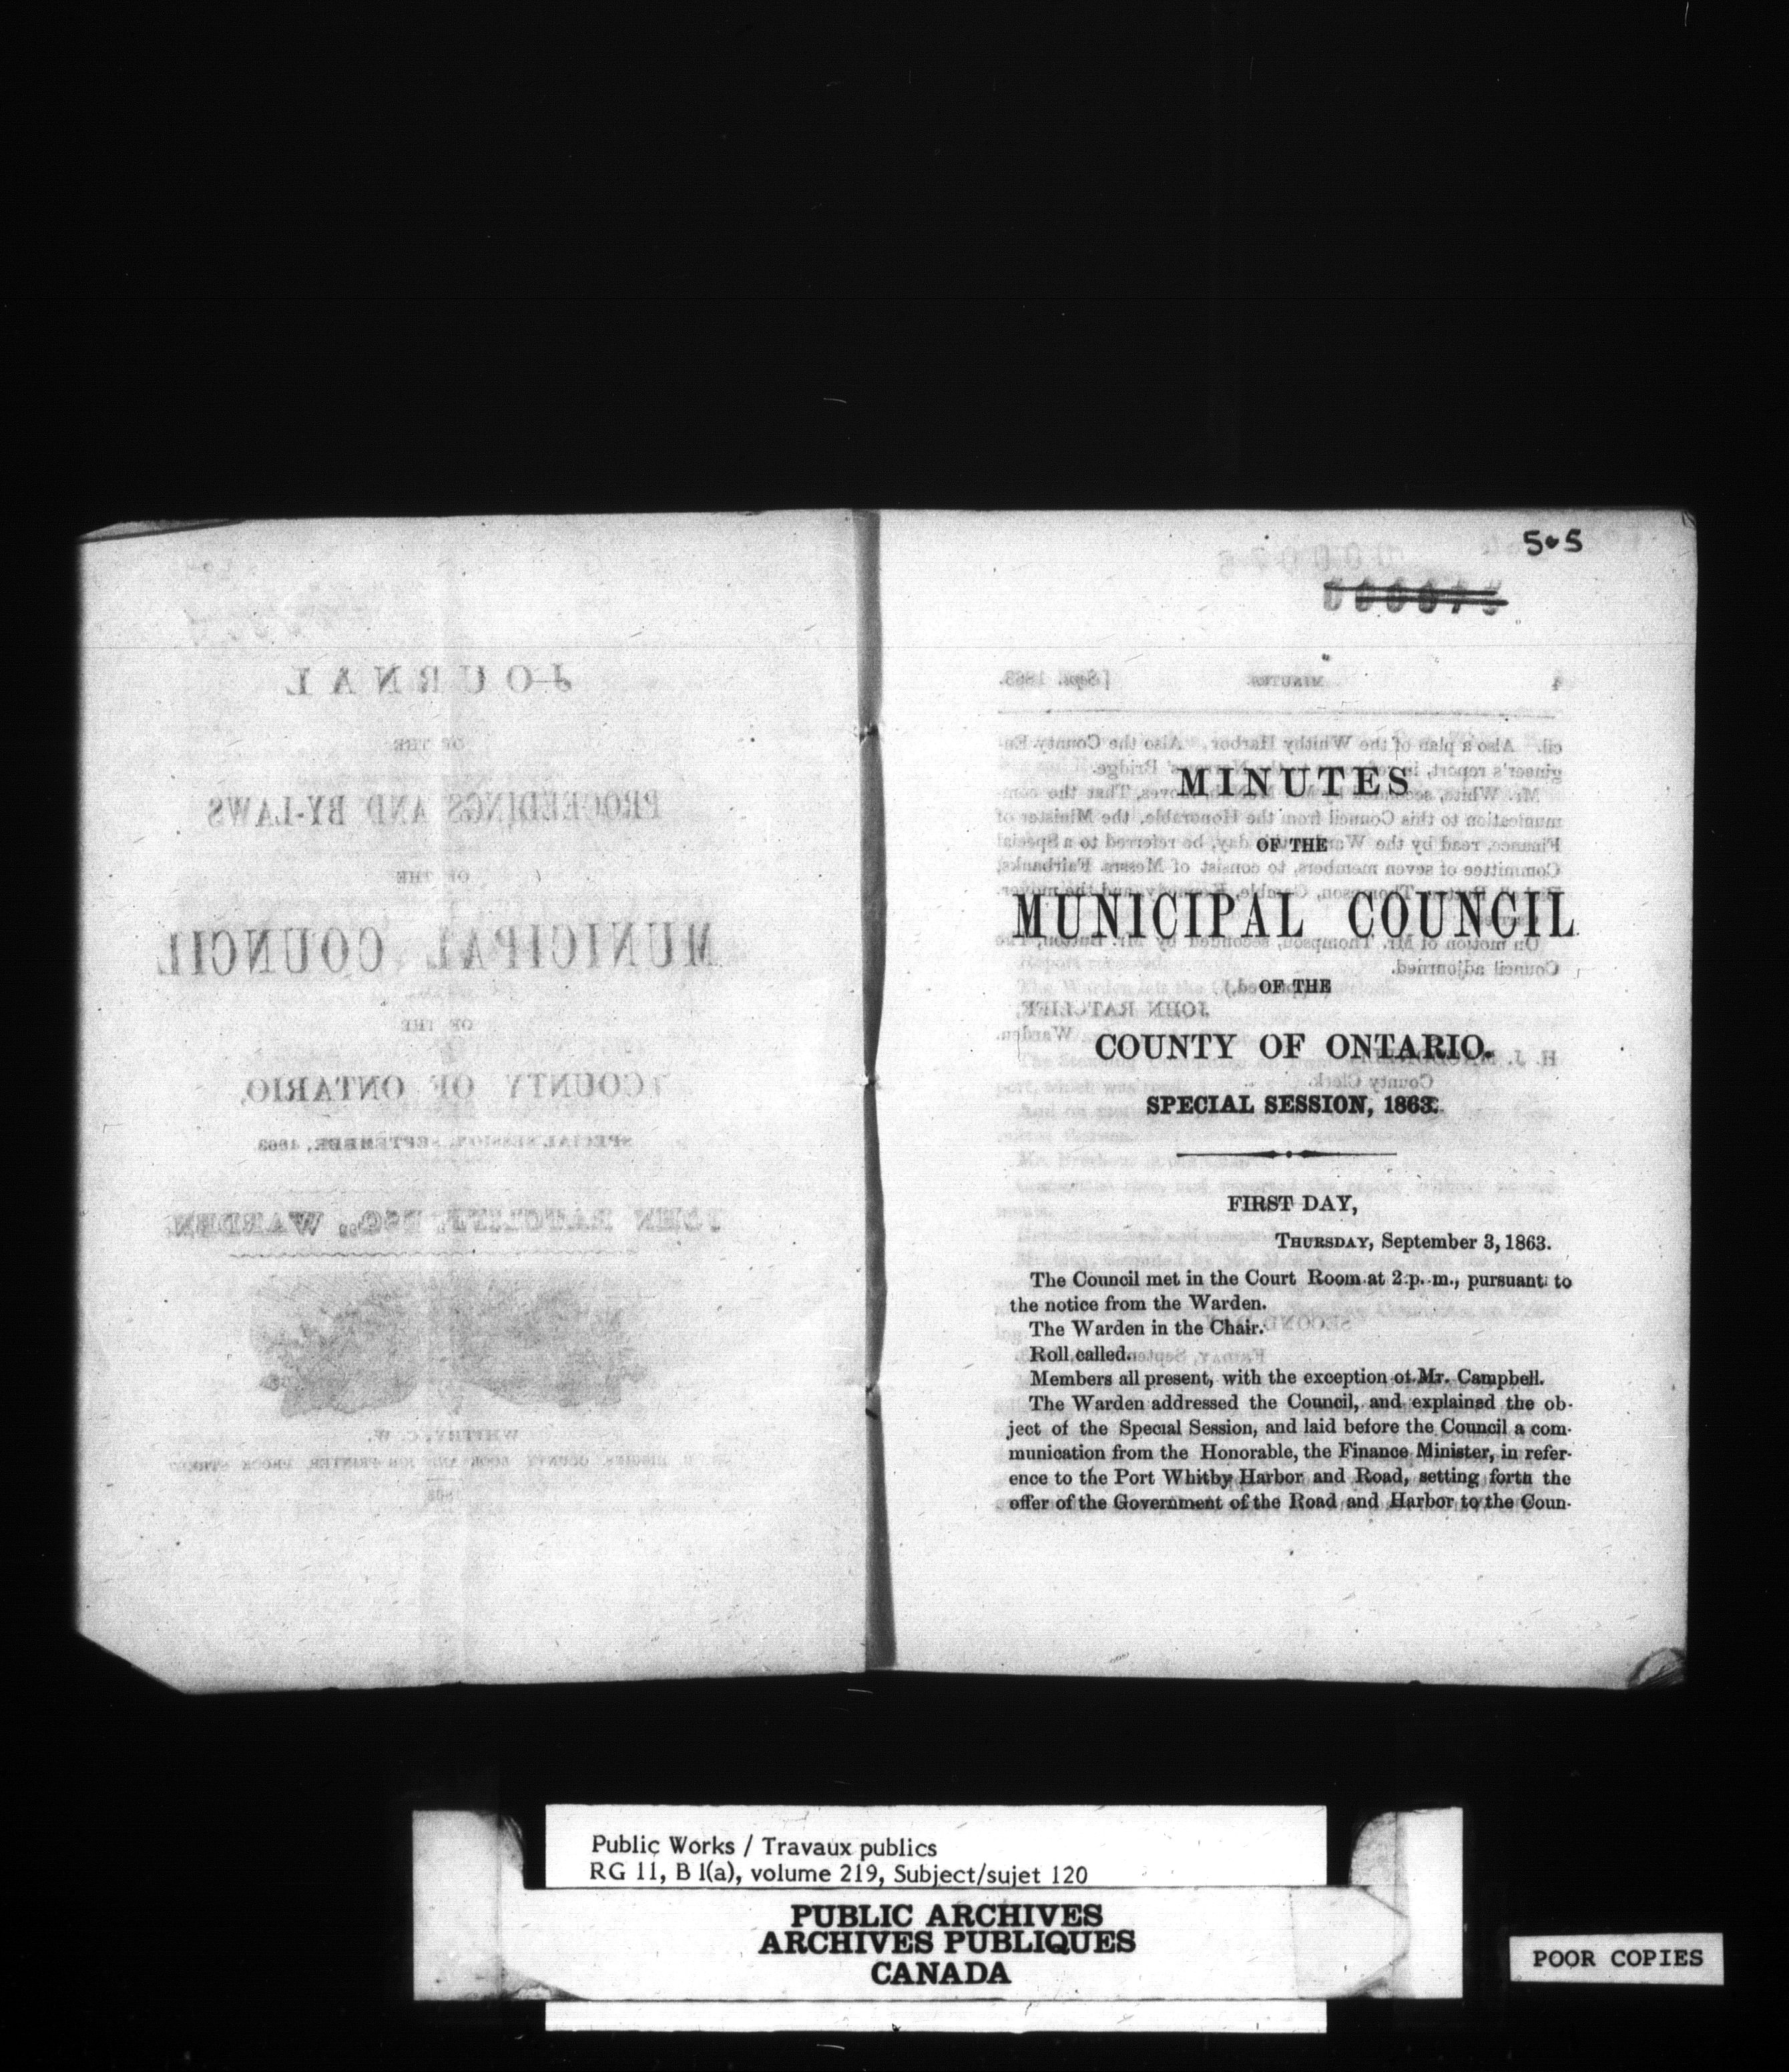 505
MINUTES
OF THE
MUNICIPAL COUNCIL
OF THE
COUNTY OF ONTARIO.
SPECIAL SESSION, 1863.
FIRST DAY,
THURSDAY, September 3, 1863.
The Council met in the Court Room at 2 p. m., pursuant to
the notice from the Warden.
The Warden in the Chair.
Roll called.
Members all present, with the exception of Mr. Campbell.
The Warden addressed the Council, and explained the ob-
ject of the Special Session, and laid before the Council a com-
munication from the Honorable, the Finance Minister, in refer-
ence to the Port Whitby Harbor and Road, setting forth the
offer of the Government of the Road and Harbor to the Coun-
Public Works / Travaux publics
RG 11, B 1(a), volume 219, Subject/sujet 120
PUBLIC ARCHIVES
ARCHIVES PUBLIQUES
CANADA
POOR COPIES